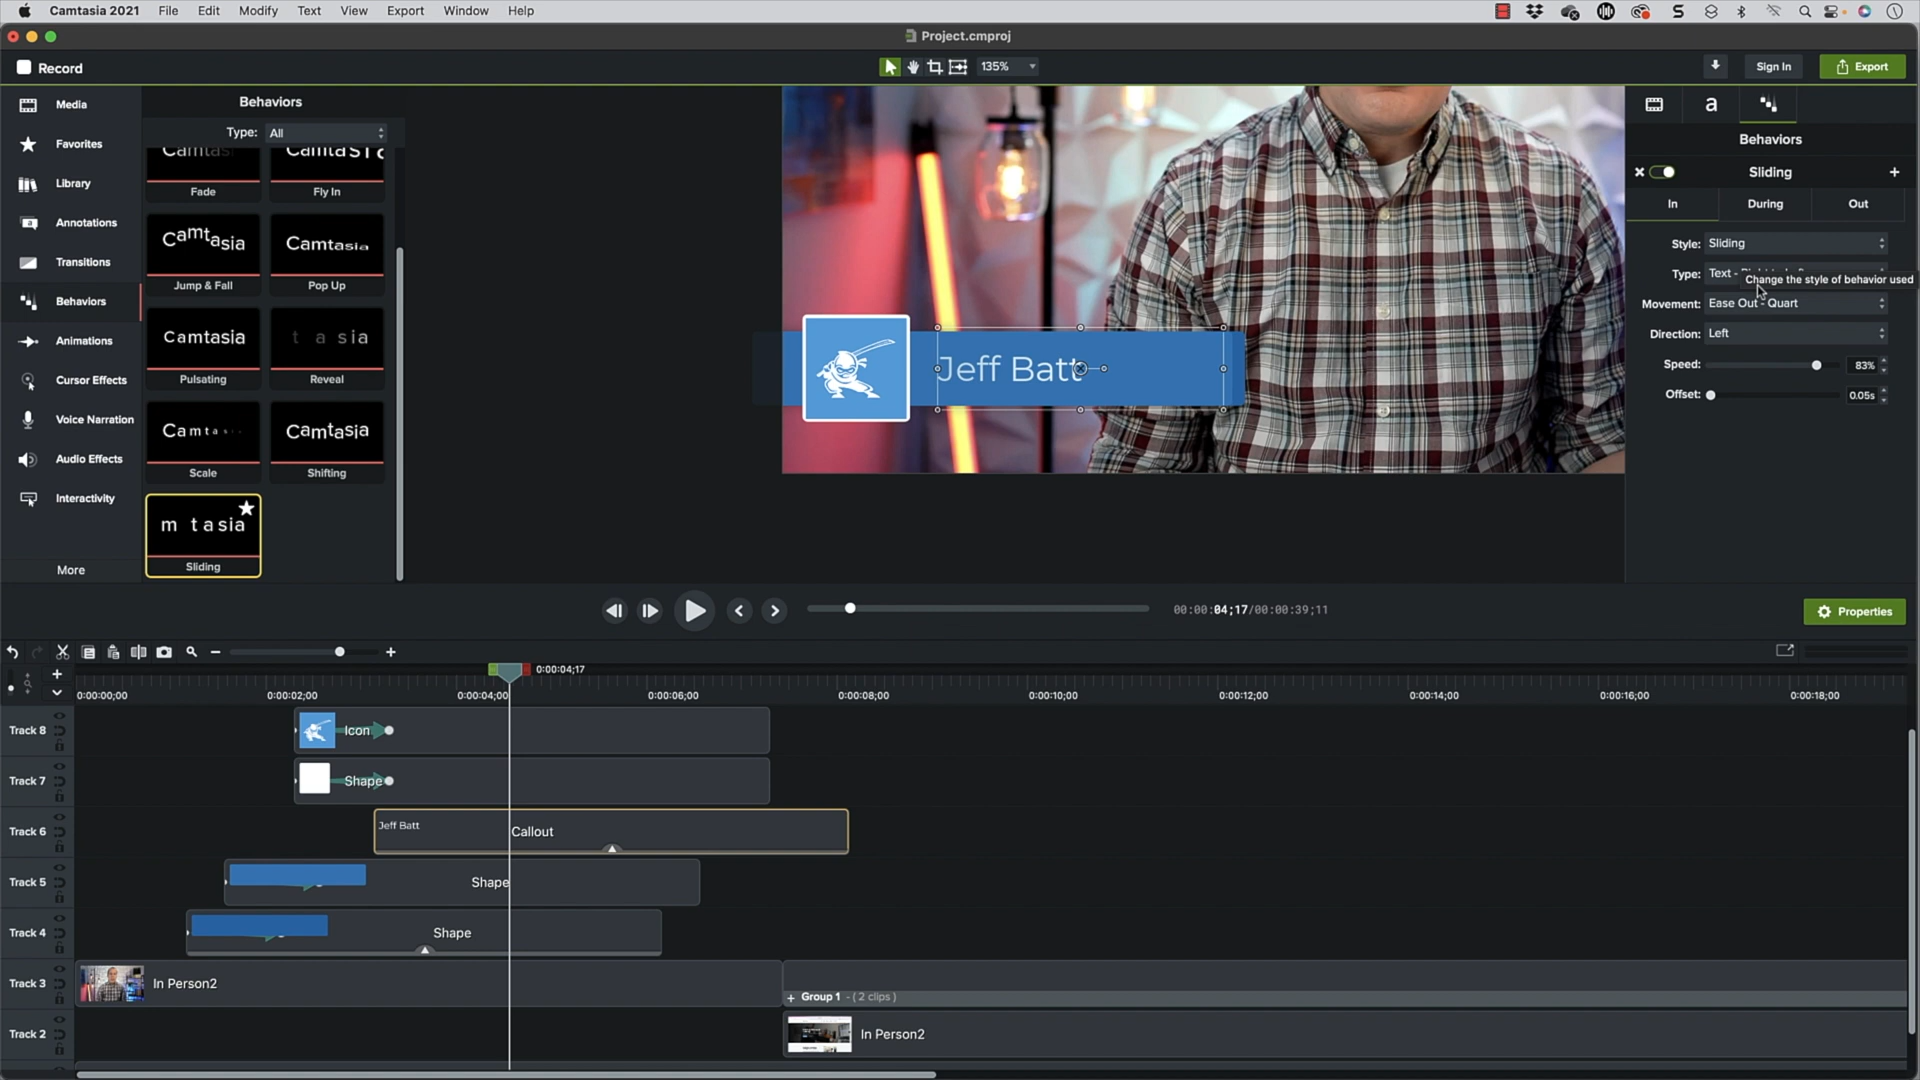 Camtasia 2021 File Edit Modify Text View Export Window Help
Project.cmproj
Record
135%
Sign In
Export
Media
Favorites
Library
Annotations
Transitions
Behaviors
Animations
Cursor Effects
Voice Narration
Audio Effects
Interactivity
More
Behaviors
Type: All
Fade
Fly In
Camtasia
Jump & Fall
Camtasia
Pop Up
Camtasia
Pulsating
t a sia
Reveal
Camtas
Scale
Camtasia
Shifting
m tasia
Sliding
Jeff Batt
a
Behaviors
Sliding
In During Out
Style: Sliding
Type: Text -
Change the style of behavior used
Movement: Ease Out - Quart
Direction: Left
Speed: 83%
Offset: 0.05s
00:00:04;17/00:00:39;11
Properties
0:00:04;17
0:00:00;00 0:00:02;00 0:00:04;00 0:00:06;00 0:00:08;00 0:00:10;00 0:00:12;00 0:00:14;00 0:00:16;00 0:00:18;00
Track 8 Icon
Track 7 Shape
Track 6 Jeff Batt Callout
Track 5 Shape
Track 4 Shape
Track 3 In Person2
+ Group 1 - ( 2 clips )
Track 2 In Person2